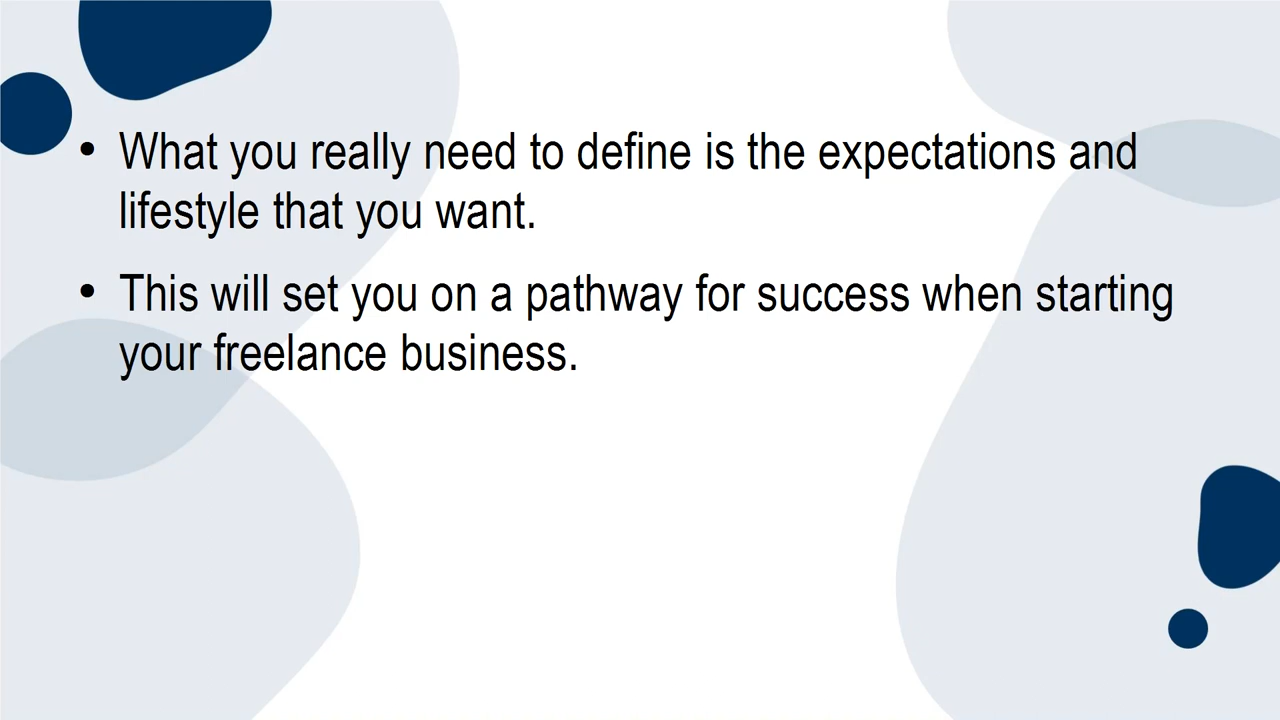 • What you really need to define is the expectations and
lifestyle that you want.
• This will set you on a pathway for success when starting
your freelance business.